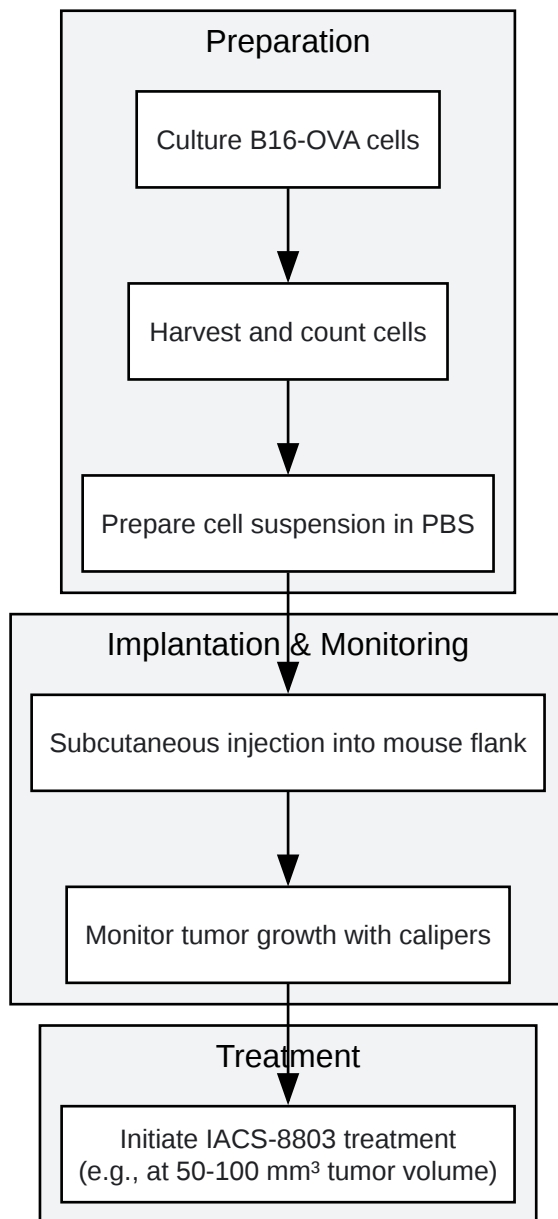 Preparation
Culture B16-OVA cells
Harvest and count cells
Prepare cell suspension in PBS
Implantation & Monitoring
Subcutaneous injection into mouse flank
Monitor tumor growth with calipers
Treatment
Initiate IACS-8803 treatment
(e.g., at 50-100 mm³ tumor volume)